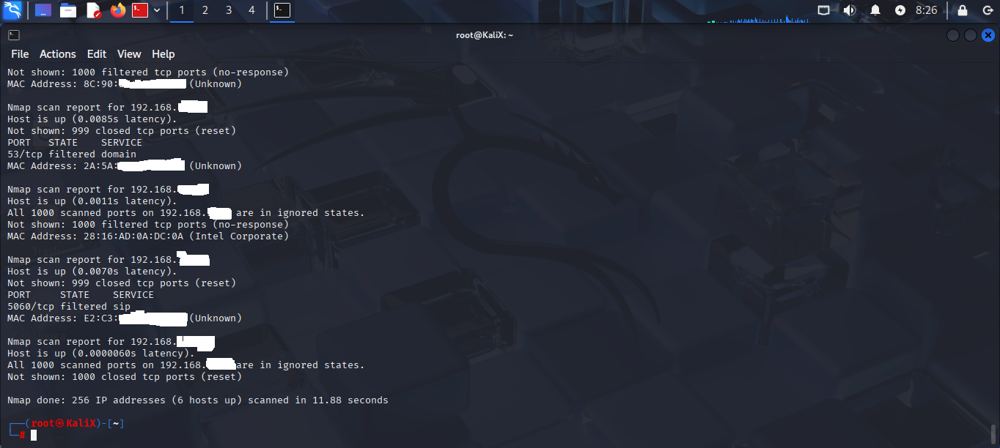 1 2 3 4 8:26
root@KaliX: ~
File Actions Edit View Help
Not shown: 1000 filtered tcp ports (no-response)
MAC Address: 8C:90: (Unknown)
Nmap scan report for 192.168.
Host is up (0.0085s latency).
Not shown: 999 closed tcp ports (reset)
PORT STATE SERVICE
53/tcp filtered domain
MAC Address: 2A:5A: (Unknown)
Nmap scan report for 192.168.
Host is up (0.0011s latency).
All 1000 scanned ports on 192.168. are in ignored states.
Not shown: 1000 filtered tcp ports (no-response)
MAC Address: 28:16:AD:0A:DC:0A (Intel Corporate)
Trash
Nmap scan report for 192.168.
Host is up (0.0070s latency).
Not shown: 999 closed tcp ports (reset)
PORT STATE SERVICE
5060/tcp filtered sip
MAC Address: E2:C3: (Unknown)
Nmap scan report for 192.168.
Host is up (0.0000060s latency).
All 1000 scanned ports on 192.168. are in ignored states.
Not shown: 1000 closed tcp ports (reset)
Nmap done: 256 IP addresses (6 hosts up) scanned in 11.88 seconds
┌──(root㉿KaliX)-[~]
└─#